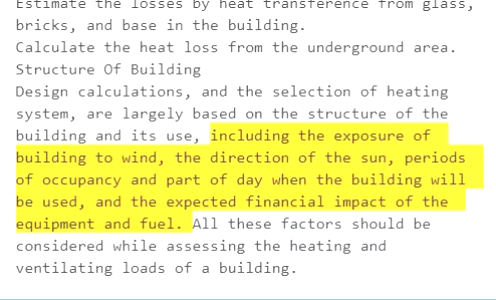 Estimate the losses by heat transference from glass,
bricks, and base in the building.
Calculate the heat loss from the underground area.
Structure Of Building
Design calculations, and the selection of heating
system, are largely based on the structure of the
building and its use, including the exposure of
building to wind, the direction of the sun, periods
of occupancy and part of day when the building will
be used, and the expected financial impact of the
equipment and fuel. All these factors should be
considered while assessing the heating and
ventilating loads of a building.